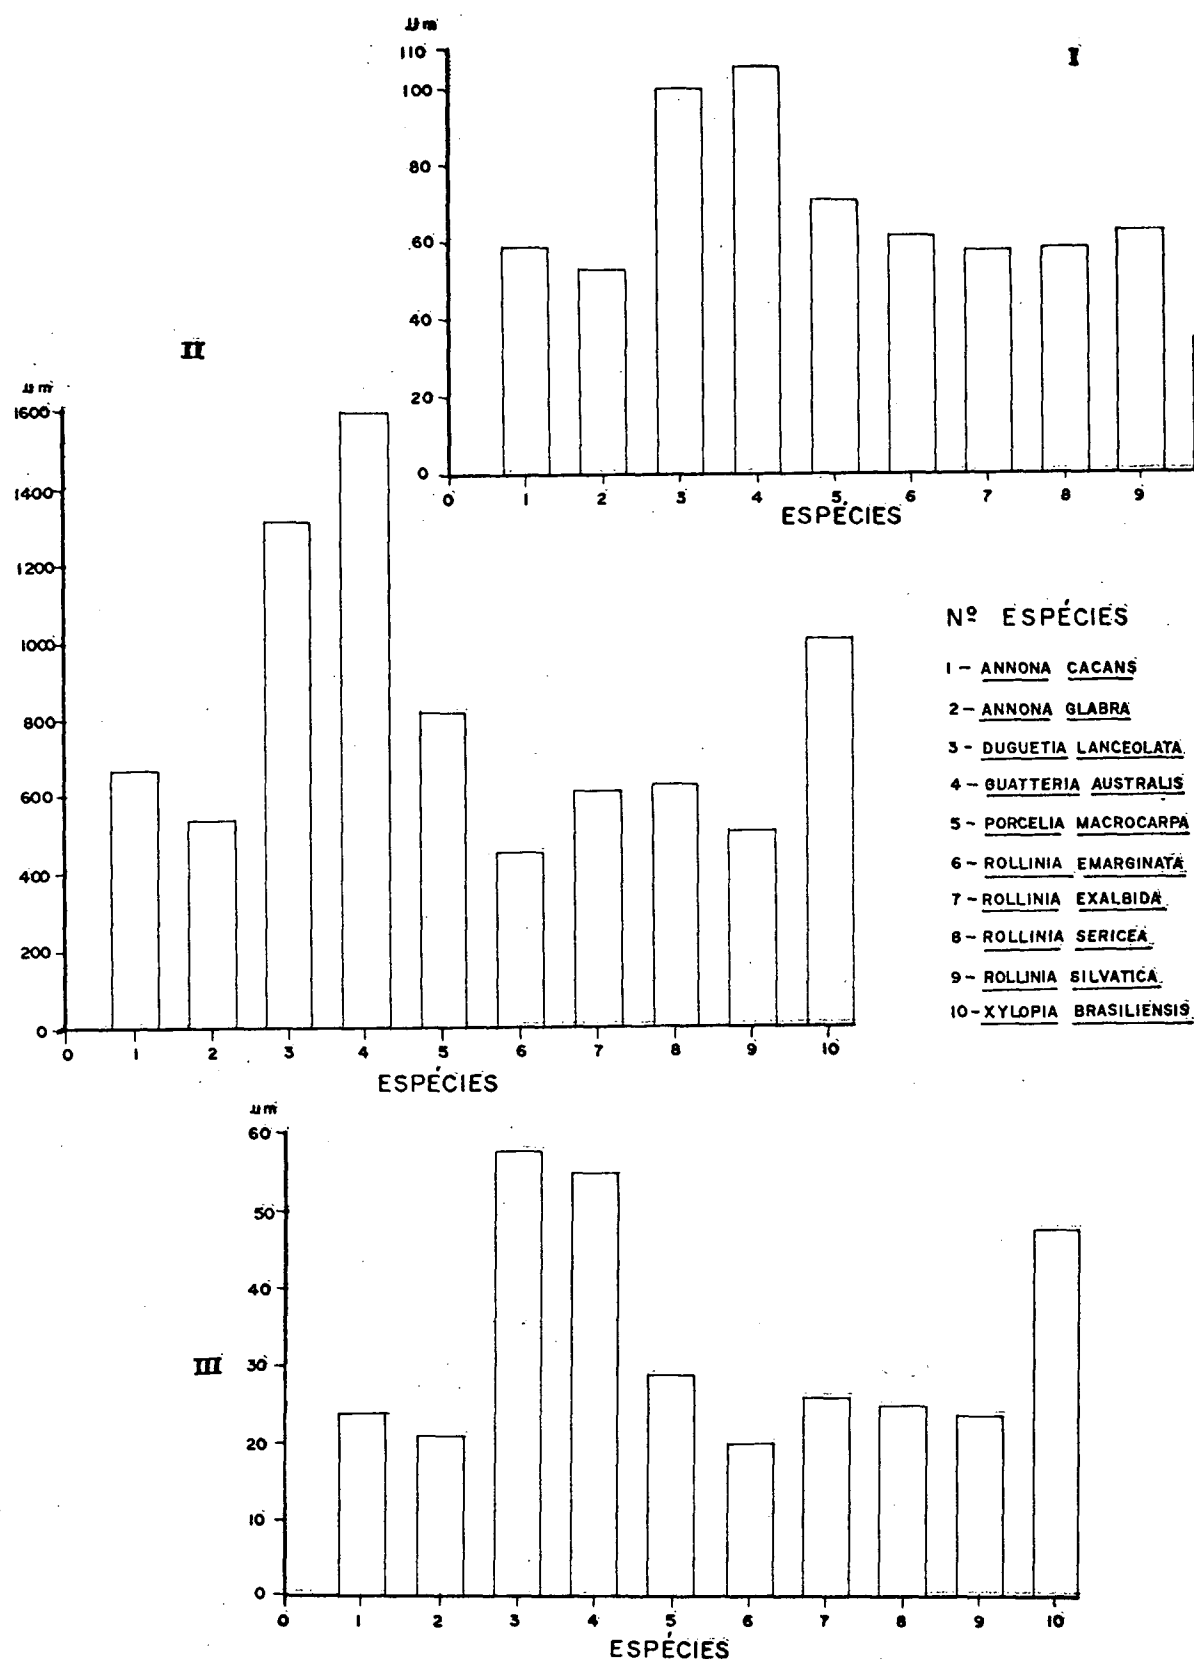 µm
I
110
100
80
60
40
20
0
0 1 2 3 4 5 6 7 8 9
ESPÉCIES
II
µm
1600
1400
1200
1000
800
600
400
200
0
0 1 2 3 4 5 6 7 8 9 10
ESPÉCIES
Nº ESPÉCIES
1 - ANNONA CACANS
2 - ANNONA GLABRA
3 - DUGUETIA LANCEOLATA
4 - GUATTERIA AUSTRALIS
5 - PORCELIA MACROCARPA
6 - ROLLINIA EMARGINATA
7 - ROLLINIA EXALBIDA
8 - ROLLINIA SERICEA
9 - ROLLINIA SILVATICA
10 - XYLOPIA BRASILIENSIS
µm
60
50
40
III
30
20
10
0
0 1 2 3 4 5 6 7 8 9 10
ESPÉCIES